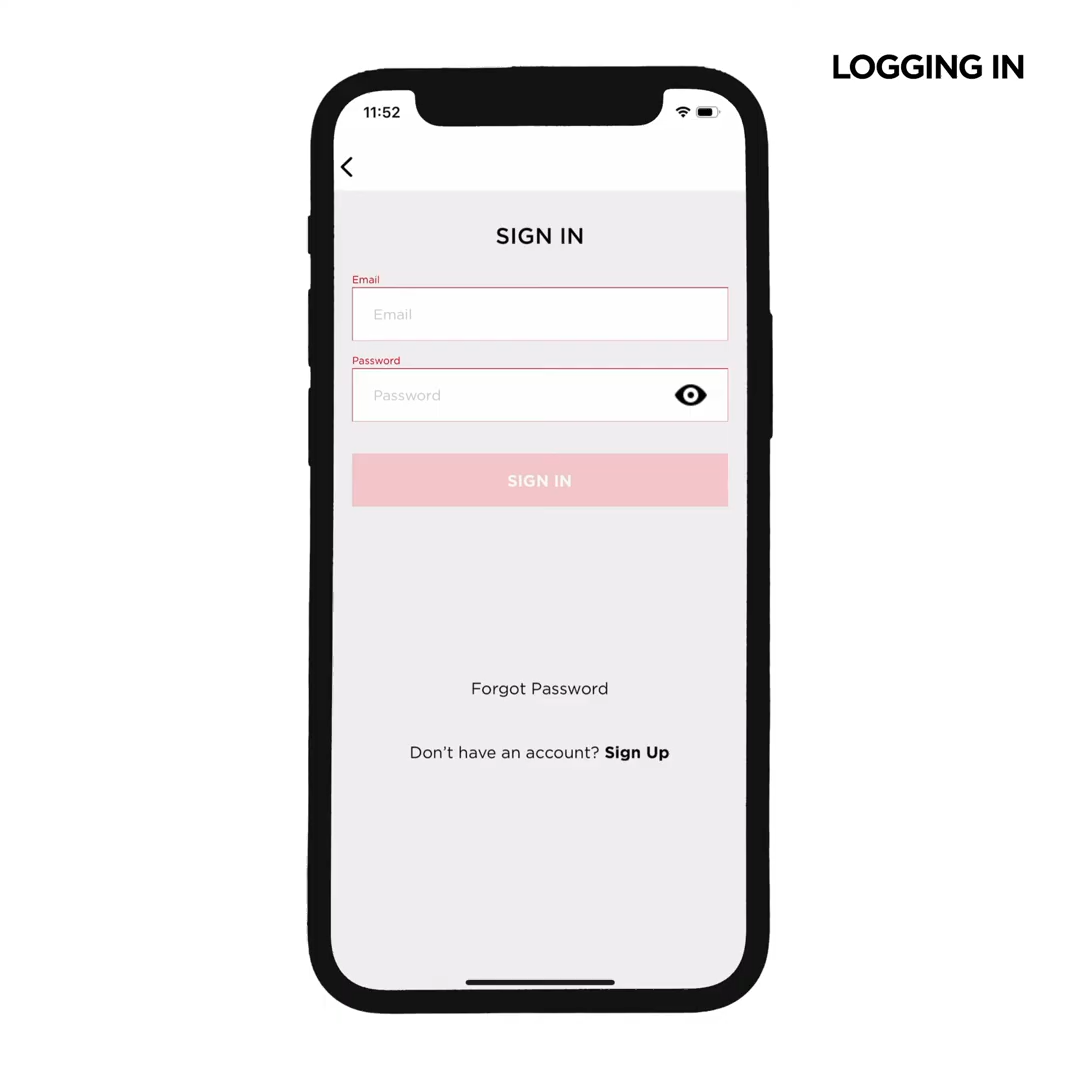 LOGGING IN
11:52
SIGN IN
Email
Email
Password
Password
SIGN IN
Forgot Password
Don't have an account? Sign Up